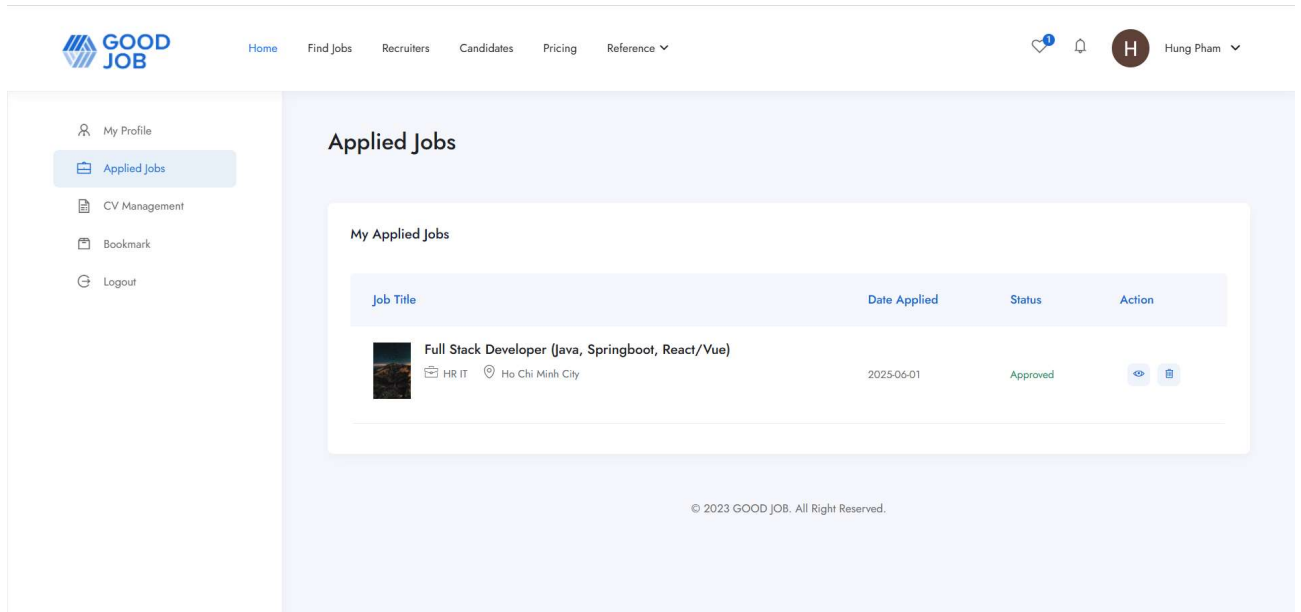 GOOD
JOB
Home Find Jobs Recruiters Candidates Pricing Reference
1
H Hung Pham
My Profile
Applied Jobs
CV Management
Bookmark
Logout
Applied Jobs
My Applied Jobs
Job Title Date Applied Status Action
Full Stack Developer (Java, Springboot, React/Vue)
HR IT Ho Chi Minh City 2025-06-01 Approved
© 2023 GOOD JOB. All Right Reserved.